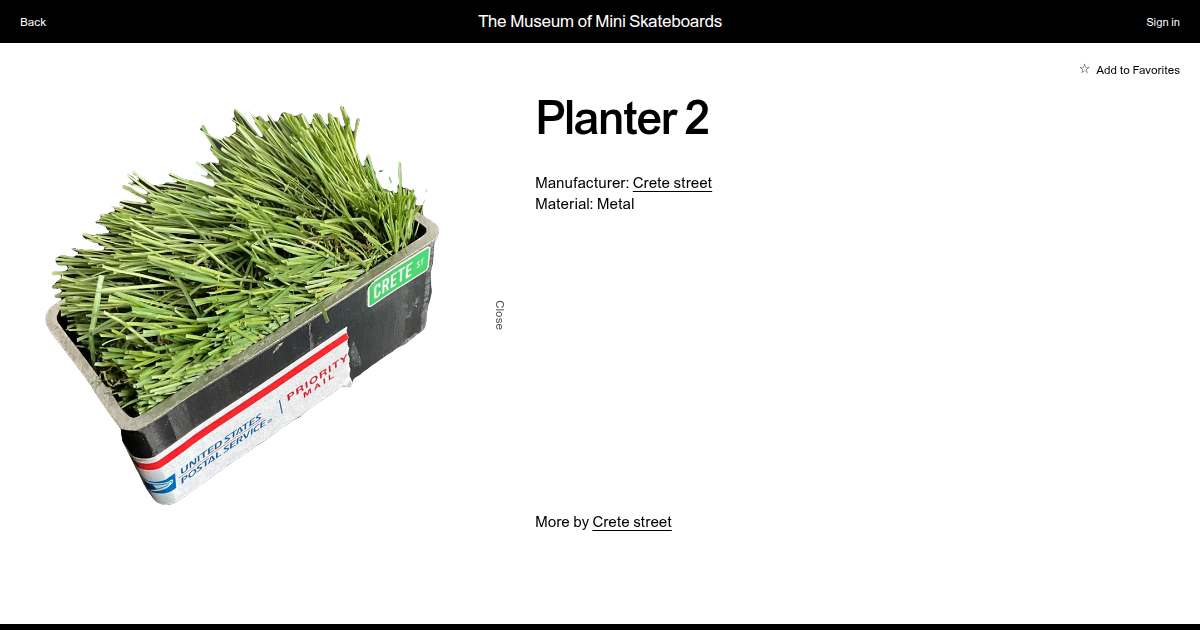 Back
The Museum of Mini Skateboards
Sign in
☆ Add to Favorites
Planter 2
Manufacturer: Crete street
Material: Metal
CRETE ST
Close
PRIORITY
MAIL
UNITED STATES
POSTAL SERVICE®
More by Crete street